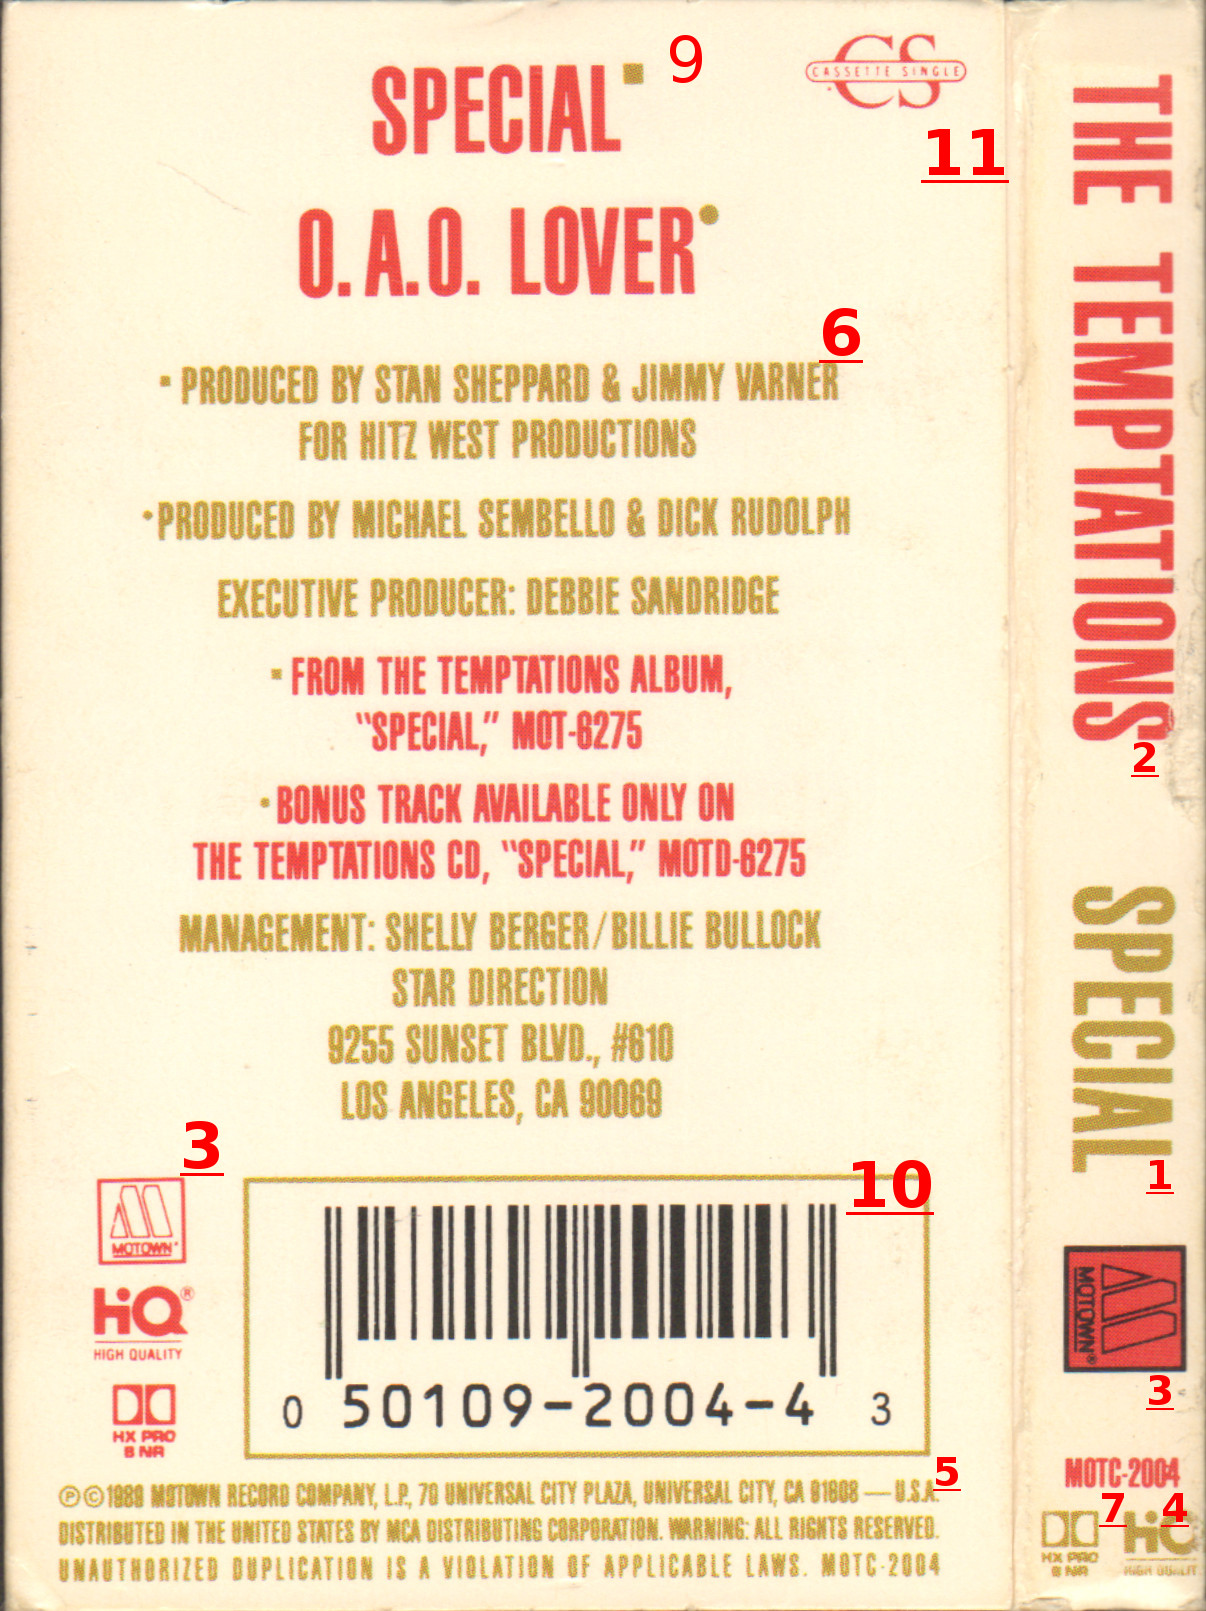 SPECIAL▪ 9
CASSETTE SINGLE
CS
11
O.A.O. LOVER•
6
▪ PRODUCED BY STAN SHEPPARD & JIMMY VARNER
FOR HITZ WEST PRODUCTIONS
•PRODUCED BY MICHAEL SEMBELLO & DICK RUDOLPH
EXECUTIVE PRODUCER: DEBBIE SANDRIDGE
▪ FROM THE TEMPTATIONS ALBUM,
"SPECIAL," MOT-6275
•BONUS TRACK AVAILABLE ONLY ON
THE TEMPTATIONS CD, "SPECIAL," MOTD-6275
MANAGEMENT: SHELLY BERGER/BILLIE BULLOCK
STAR DIRECTION
9255 SUNSET BLVD., #610
LOS ANGELES, CA 90069
3
MOTOWN®
HiQ®
HIGH QUALITY
HX PRO
B NR
10
0 50109-2004-4 3
5
℗©1989 MOTOWN RECORD COMPANY, L.P., 70 UNIVERSAL CITY PLAZA, UNIVERSAL CITY, CA 91608 — U.S.A.
DISTRIBUTED IN THE UNITED STATES BY MCA DISTRIBUTING CORPORATION. WARNING: ALL RIGHTS RESERVED.
UNAUTHORIZED DUPLICATION IS A VIOLATION OF APPLICABLE LAWS. MOTC-2004
THE TEMPTATIONS
2
SPECIAL
1
MOTOWN®
3
MOTC-2004
7
4
HX PRO
B NR
HiQ
HIGH QUALIT